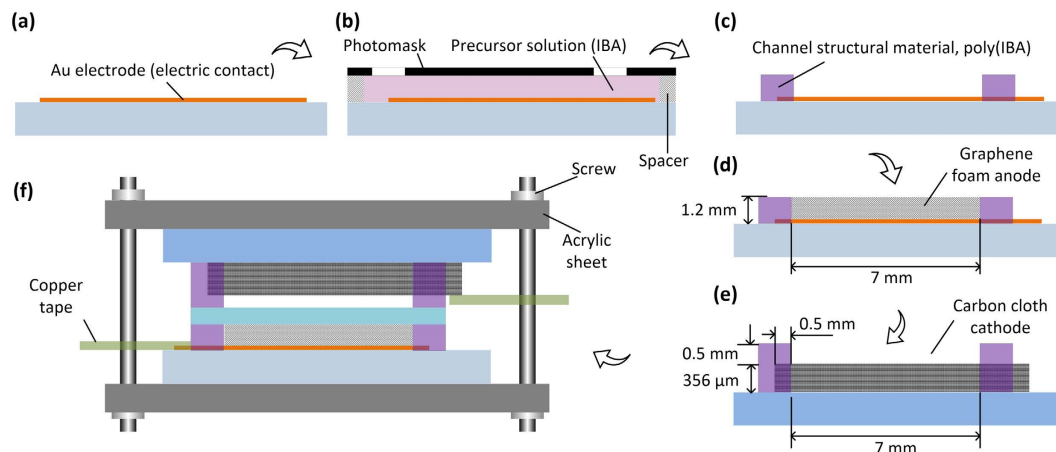 (a)
Au electrode (electric contact)
(b)
Photomask
Precursor solution (IBA)
Spacer
(c)
Channel structural material, poly(IBA)
(d)
Graphene
foam anode
1.2 mm
7 mm
(e)
Carbon cloth
cathode
0.5 mm
0.5 mm
356 µm
7 mm
(f)
Screw
Acrylic
sheet
Copper
tape